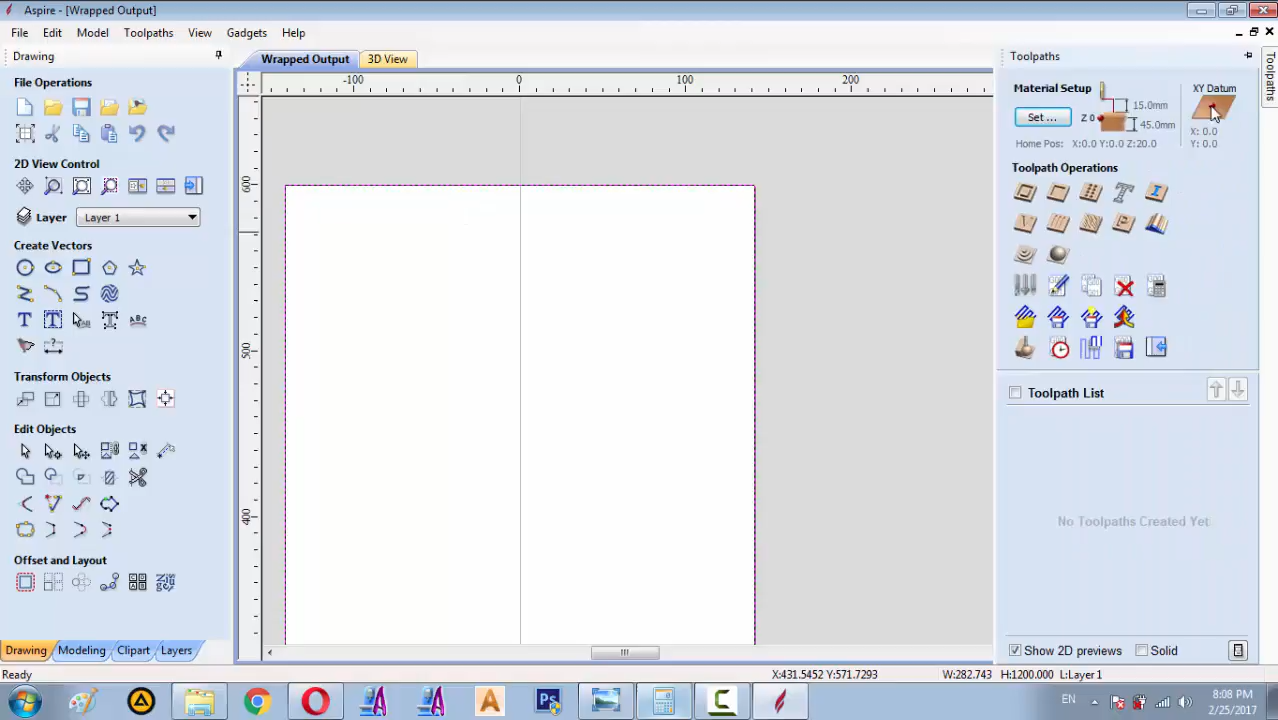 Aspire - [Wrapped Output]
File Edit Model Toolpaths View Gadgets Help
Drawing
Wrapped Output 3D View
Toolpaths
Toolpaths
File Operations
-100 0 100 200
Material Setup
XY Datum
15.0mm
Set ...
Z 0
45.0mm
X: 0.0
Y: 0.0
Home Pos: X:0.0 Y:0.0 Z:20.0
2D View Control
Toolpath Operations
600
Layer Layer 1
Create Vectors
500
Transform Objects
Toolpath List
Edit Objects
400
No Toolpaths Created Yet
Offset and Layout
Drawing Modeling Clipart Layers
Show 2D previews Solid
Ready
X:431.5452 Y:571.7293
W:282.743 H:1200.000 L:Layer 1
EN
8:08 PM
2/25/2017